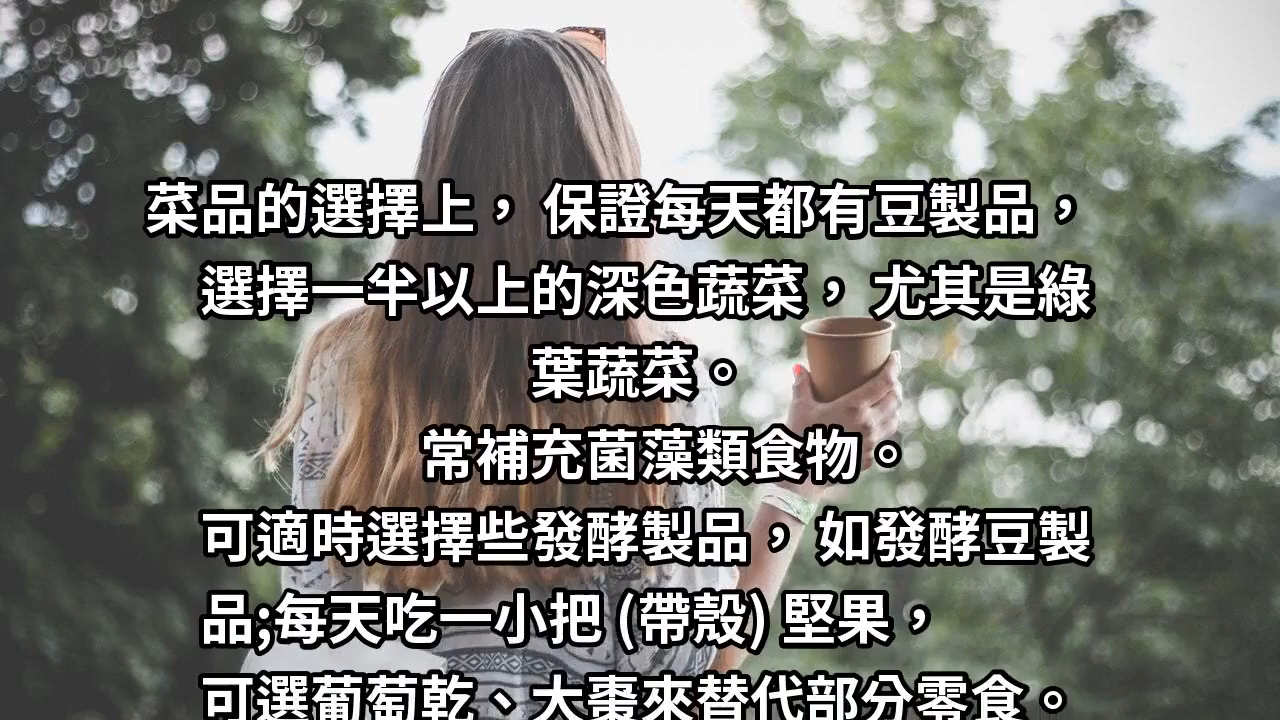 菜品的選擇上， 保證每天都有豆製品，
選擇一半以上的深色蔬菜， 尤其是綠
葉蔬菜。
常補充菌藻類食物。
可適時選擇些發酵製品， 如發酵豆製
品;每天吃一小把 (帶殼) 堅果，
可選葡萄乾、大棗來替代部分零食。